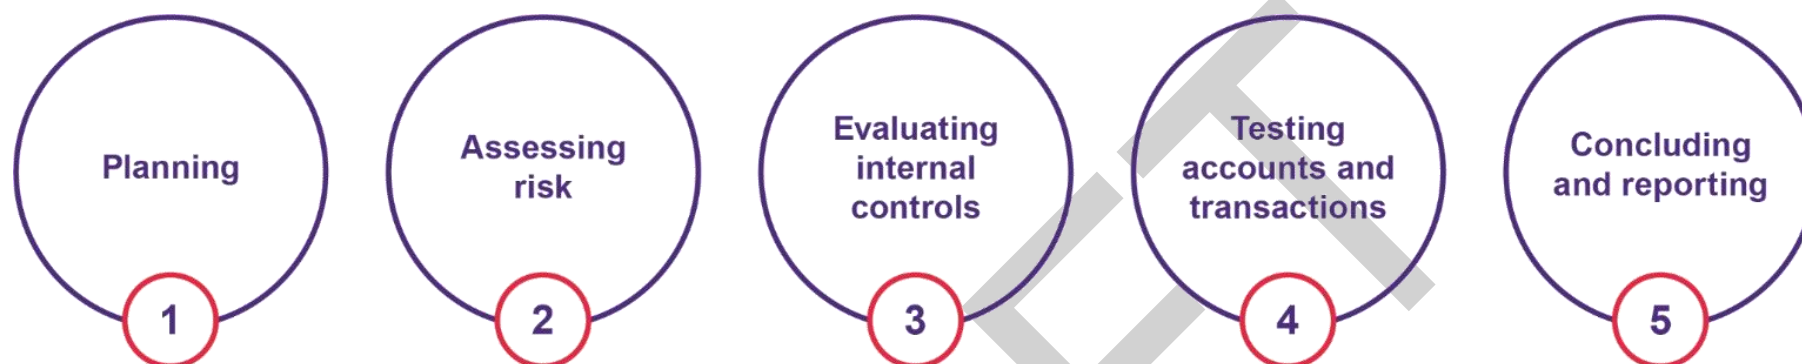 Planning
1
Assessing
risk
2
Evaluating
internal
controls
3
Testing
accounts and
transactions
4
Concluding
and reporting
5